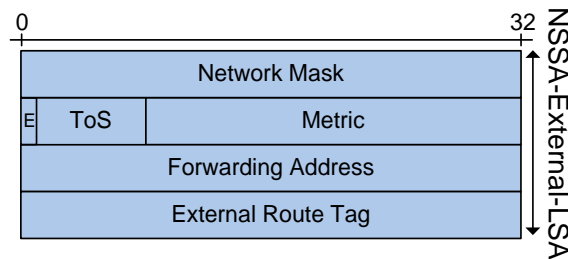 0 32
Network Mask
E ToS Metric
Forwarding Address
External Route Tag
NSSA-External-LSA